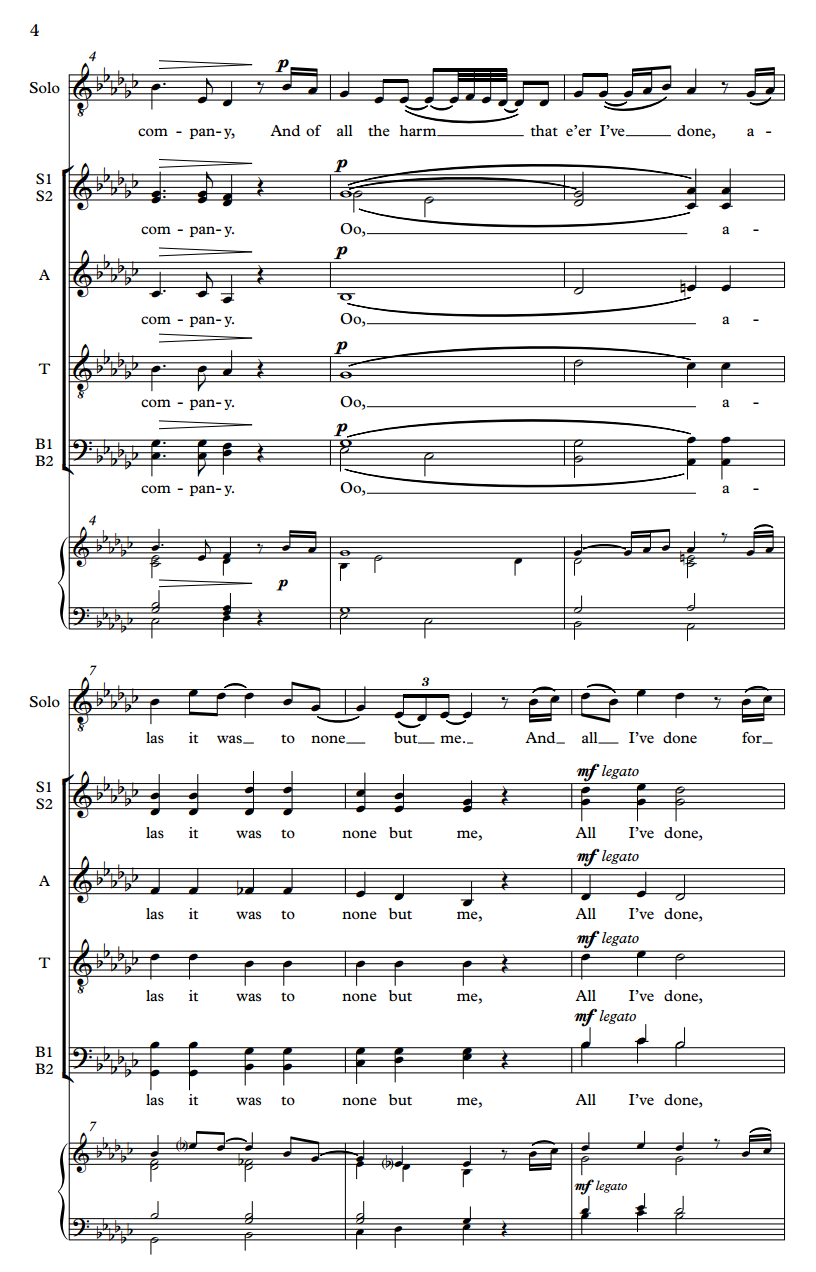 4
4
p
Solo
com - pan - y, And of all the harm that e'er I've done, a -
p
S1
S2
com - pan - y. Oo, a -
p
A
com - pan - y. Oo, a -
p
T
com - pan - y. Oo, a -
p
B1
B2
com - pan - y. Oo, a -
4
p
7
3
Solo
las it was to none but me. And all I've done for
mf legato
S1
S2
las it was to none but me, All I've done,
mf legato
A
las it was to none but me, All I've done,
mf legato
T
las it was to none but me, All I've done,
mf legato
B1
B2
las it was to none but me, All I've done,
7
mf legato